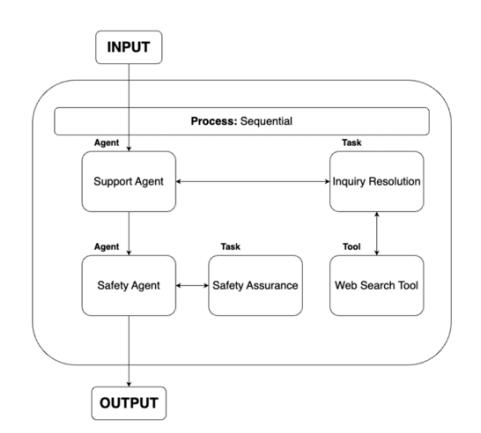 INPUT
Process: Sequential
Agent
Task
Support Agent
Inquiry Resolution
Agent
Task
Tool
Safety Agent
Safety Assurance
Web Search Tool
OUTPUT